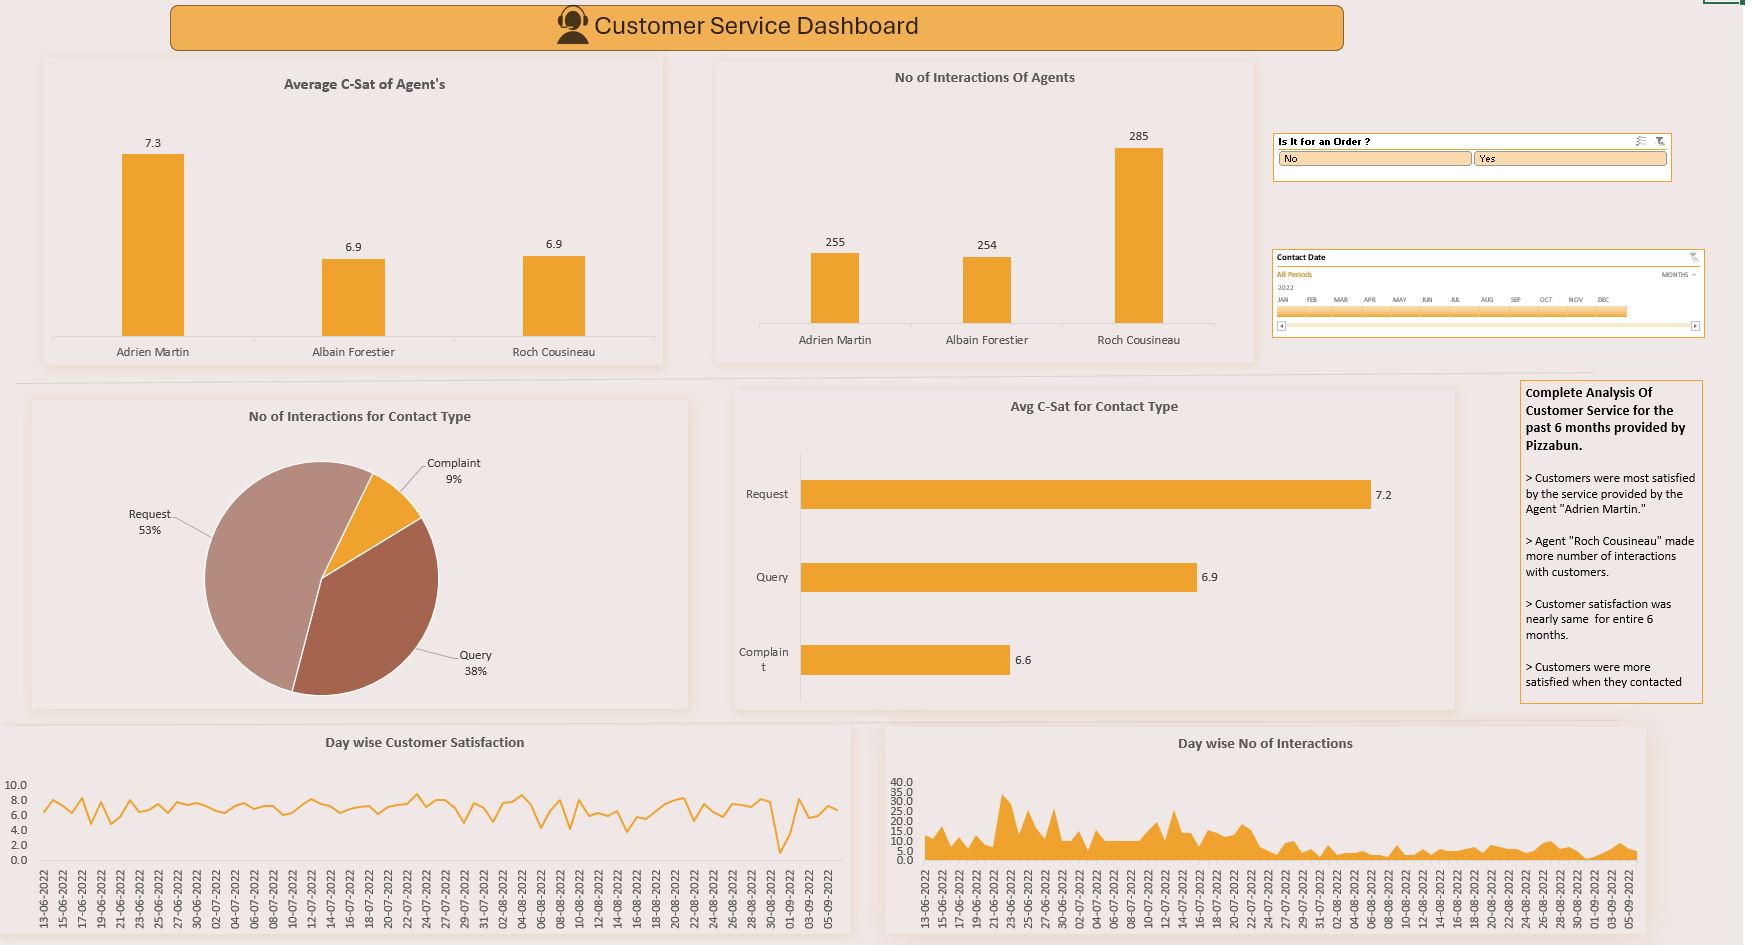 Customer Service Dashboard
Average C-Sat of Agent's
7.3
6.9
6.9
Adrien Martin
Albain Forestier
Roch Cousineau
No of Interactions Of Agents
255
254
285
Adrien Martin
Albain Forestier
Roch Cousineau
Is It for an Order ?
No
Yes
Contact Date
All Periods
MONTHS
2022
JAN FEB MAR APR MAY JUN JUL AUG SEP OCT NOV DEC
No of Interactions for Contact Type
Complaint
9%
Request
53%
Query
38%
Avg C-Sat for Contact Type
Request
7.2
Query
6.9
Complain
t
6.6
Complete Analysis Of
Customer Service for the
past 6 months provided by
Pizzabun.
> Customers were most satisfied
by the service provided by the
Agent "Adrien Martin."
> Agent "Roch Cousineau" made
more number of interactions
with customers.
> Customer satisfaction was
nearly same  for entire 6
months.
> Customers were more
satisfied when they contacted
Day wise Customer Satisfaction
10.0
8.0
6.0
4.0
2.0
0.0
13-06-2022
15-06-2022
17-06-2022
19-06-2022
21-06-2022
23-06-2022
25-06-2022
27-06-2022
30-06-2022
02-07-2022
04-07-2022
06-07-2022
08-07-2022
10-07-2022
12-07-2022
14-07-2022
16-07-2022
18-07-2022
20-07-2022
22-07-2022
24-07-2022
27-07-2022
29-07-2022
31-07-2022
02-08-2022
04-08-2022
06-08-2022
08-08-2022
10-08-2022
12-08-2022
14-08-2022
16-08-2022
18-08-2022
20-08-2022
22-08-2022
24-08-2022
26-08-2022
28-08-2022
30-08-2022
01-09-2022
03-09-2022
05-09-2022
Day wise No of Interactions
40.0
35.0
30.0
25.0
20.0
15.0
10.0
5.0
0.0
13-06-2022
15-06-2022
17-06-2022
19-06-2022
21-06-2022
23-06-2022
25-06-2022
27-06-2022
30-06-2022
02-07-2022
04-07-2022
06-07-2022
08-07-2022
10-07-2022
12-07-2022
14-07-2022
16-07-2022
18-07-2022
20-07-2022
22-07-2022
24-07-2022
27-07-2022
29-07-2022
31-07-2022
02-08-2022
04-08-2022
06-08-2022
08-08-2022
10-08-2022
12-08-2022
14-08-2022
16-08-2022
18-08-2022
20-08-2022
22-08-2022
24-08-2022
26-08-2022
28-08-2022
30-08-2022
01-09-2022
03-09-2022
05-09-2022